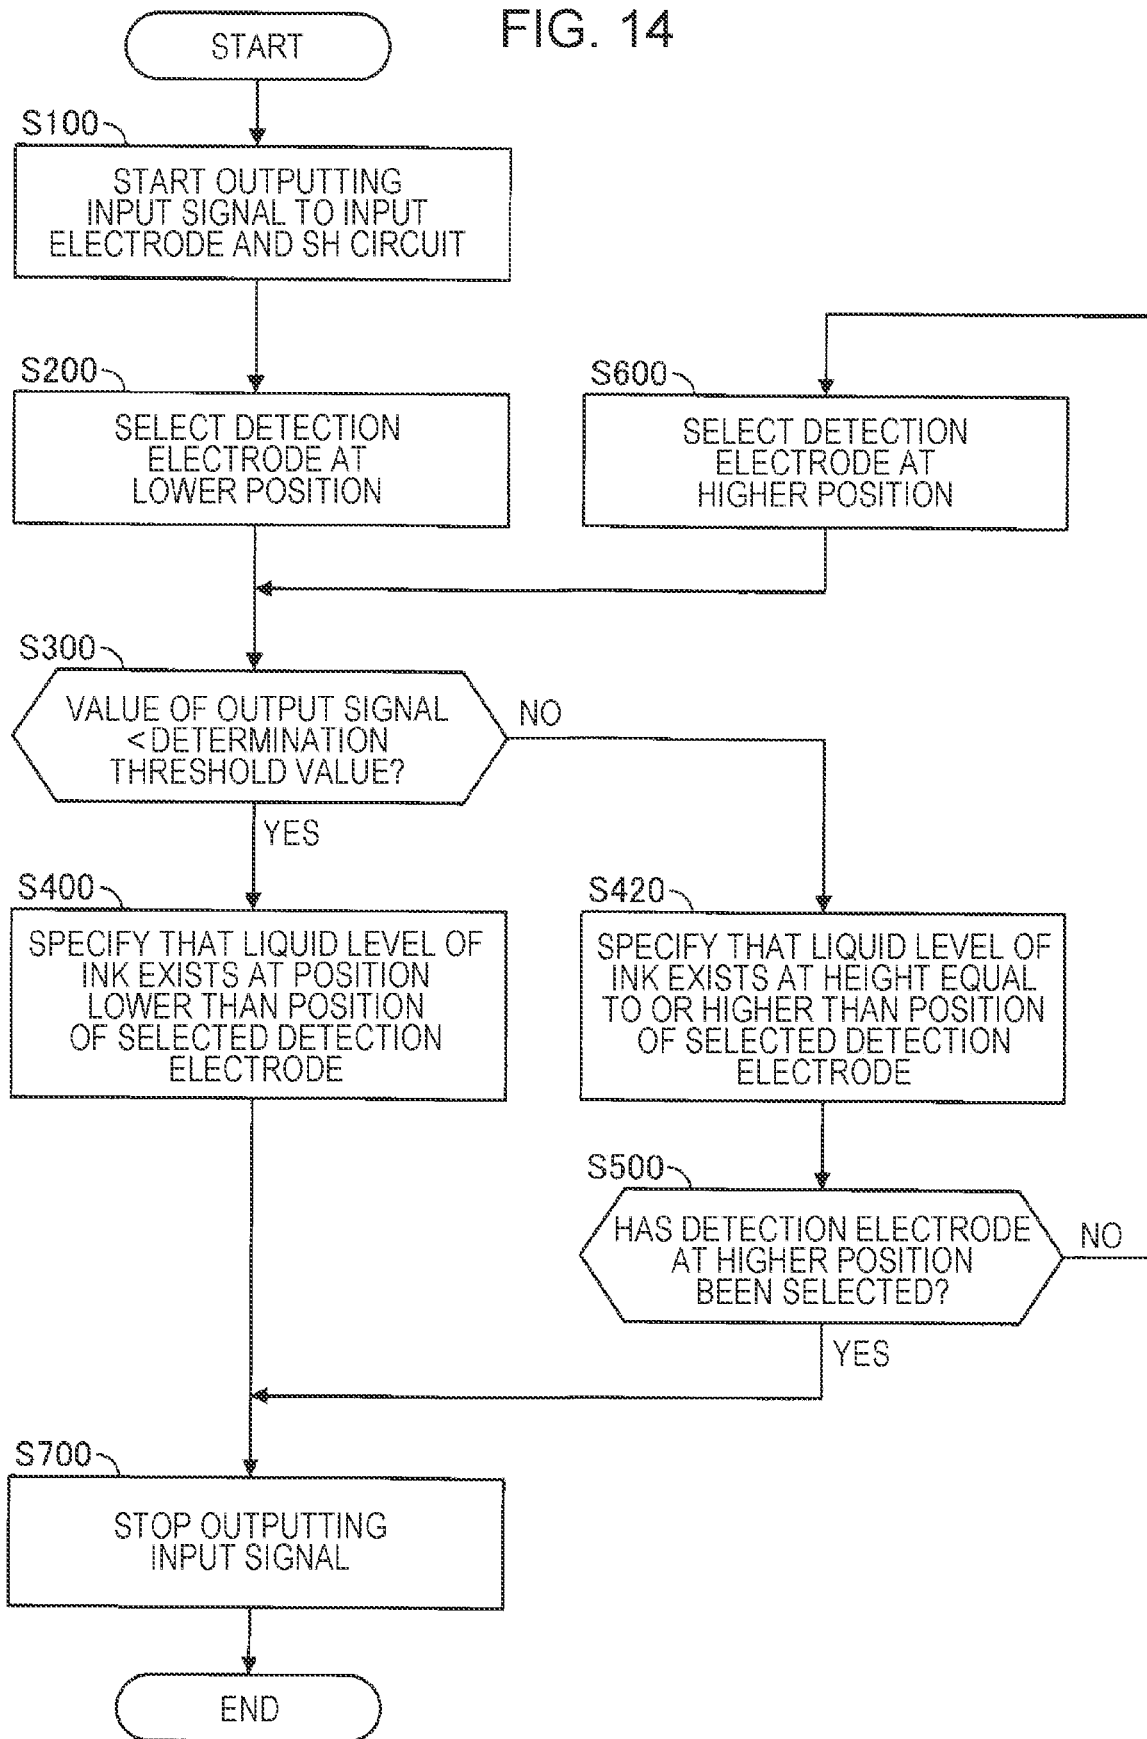 FIG. 14
START
S100
START OUTPUTTING
INPUT SIGNAL TO INPUT
ELECTRODE AND SH CIRCUIT
S200
SELECT DETECTION
ELECTRODE AT
LOWER POSITION
S600
SELECT DETECTION
ELECTRODE AT
HIGHER POSITION
S300
VALUE OF OUTPUT SIGNAL
<DETERMINATION
THRESHOLD VALUE?
NO
YES
S400
SPECIFY THAT LIQUID LEVEL OF
INK EXISTS AT POSITION
LOWER THAN POSITION
OF SELECTED DETECTION
ELECTRODE
S420
SPECIFY THAT LIQUID LEVEL OF
INK EXISTS AT HEIGHT EQUAL
TO OR HIGHER THAN POSITION
OF SELECTED DETECTION
ELECTRODE
S500
HAS DETECTION ELECTRODE
AT HIGHER POSITION
BEEN SELECTED?
NO
YES
S700
STOP OUTPUTTING
INPUT SIGNAL
END